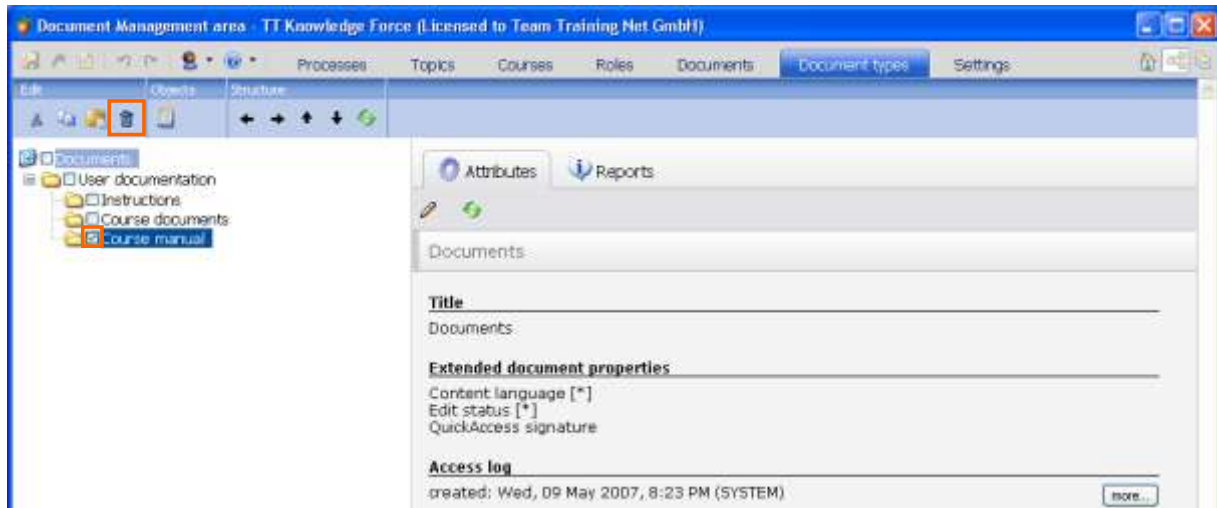 Document Management area - TT Knowledge Force (Licensed to Team Training Net GmbH)
Processes Topics Courses Roles Documents Document types Settings
Edit Objects Structure
Documents
User documentation
Instructions
Course documents
Course manual
Attributes Reports
Documents
Title
Documents
Extended document properties
Content language [*]
Edit status [*]
QuickAccess signature
Access log
created: Wed, 09 May 2007, 8:23 PM (SYSTEM)
more...